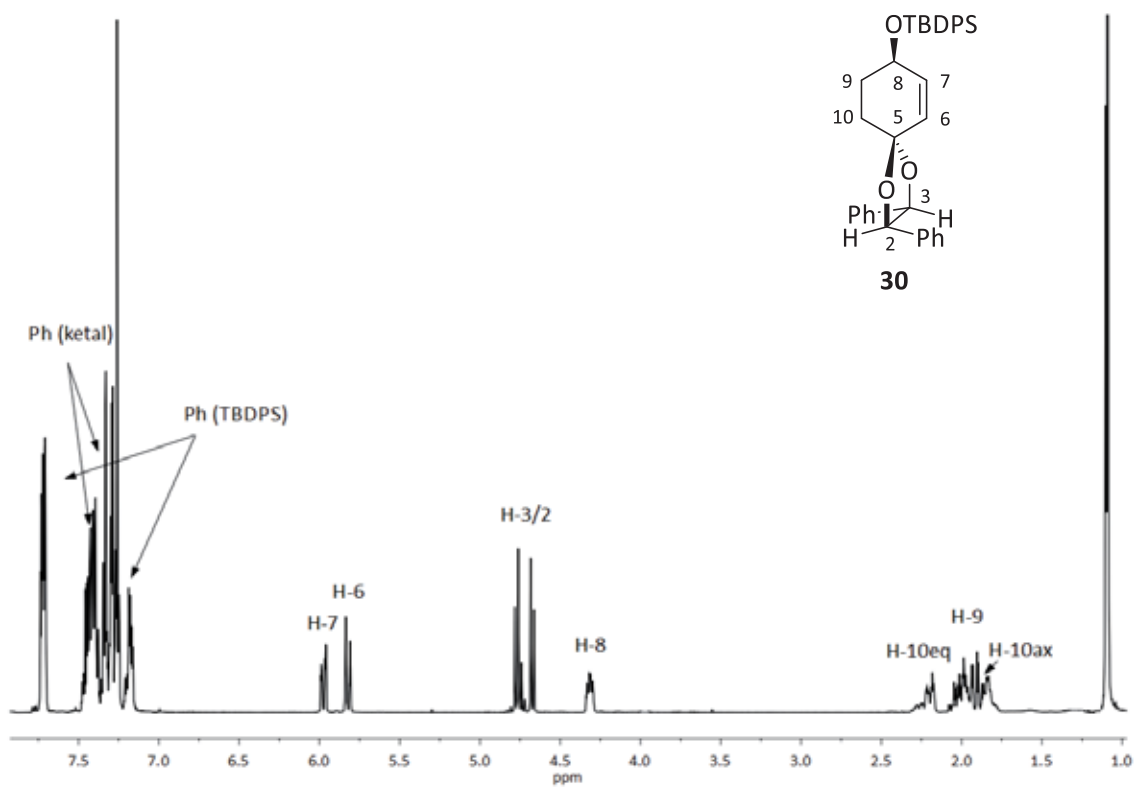 OTBDPS
9
8
7
10
5
6
O
O
3
Ph
H
H
Ph
2
30
Ph (ketal)
Ph (TBDPS)
H-3/2
H-6
H-7
H-8
H-9
H-10eq
H-10ax
7.5 7.0 6.5 6.0 5.5 5.0 4.5 4.0 3.5 3.0 2.5 2.0 1.5 1.0
ppm